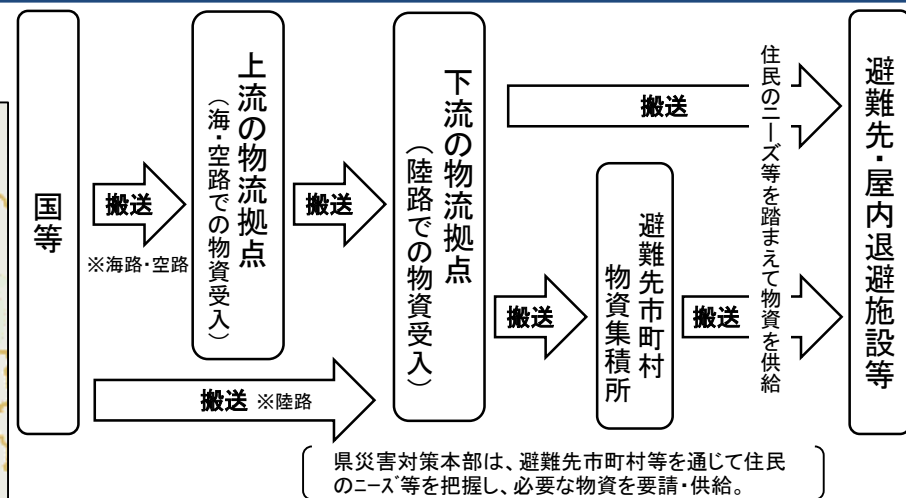 国等
搬送
※海路・空路
上流の物流拠点
（海・空路での物資受入）
搬送
搬送 ※陸路
下流の物流拠点
（陸路での物資受入）
搬送
搬送
避難先市町村
物資集積所
搬送
住民のニーズ等を踏まえて物資を供給
避難先・屋内退避施設等
県災害対策本部は、避難先市町村等を通じて住民
のニーズ等を把握し、必要な物資を要請・供給。